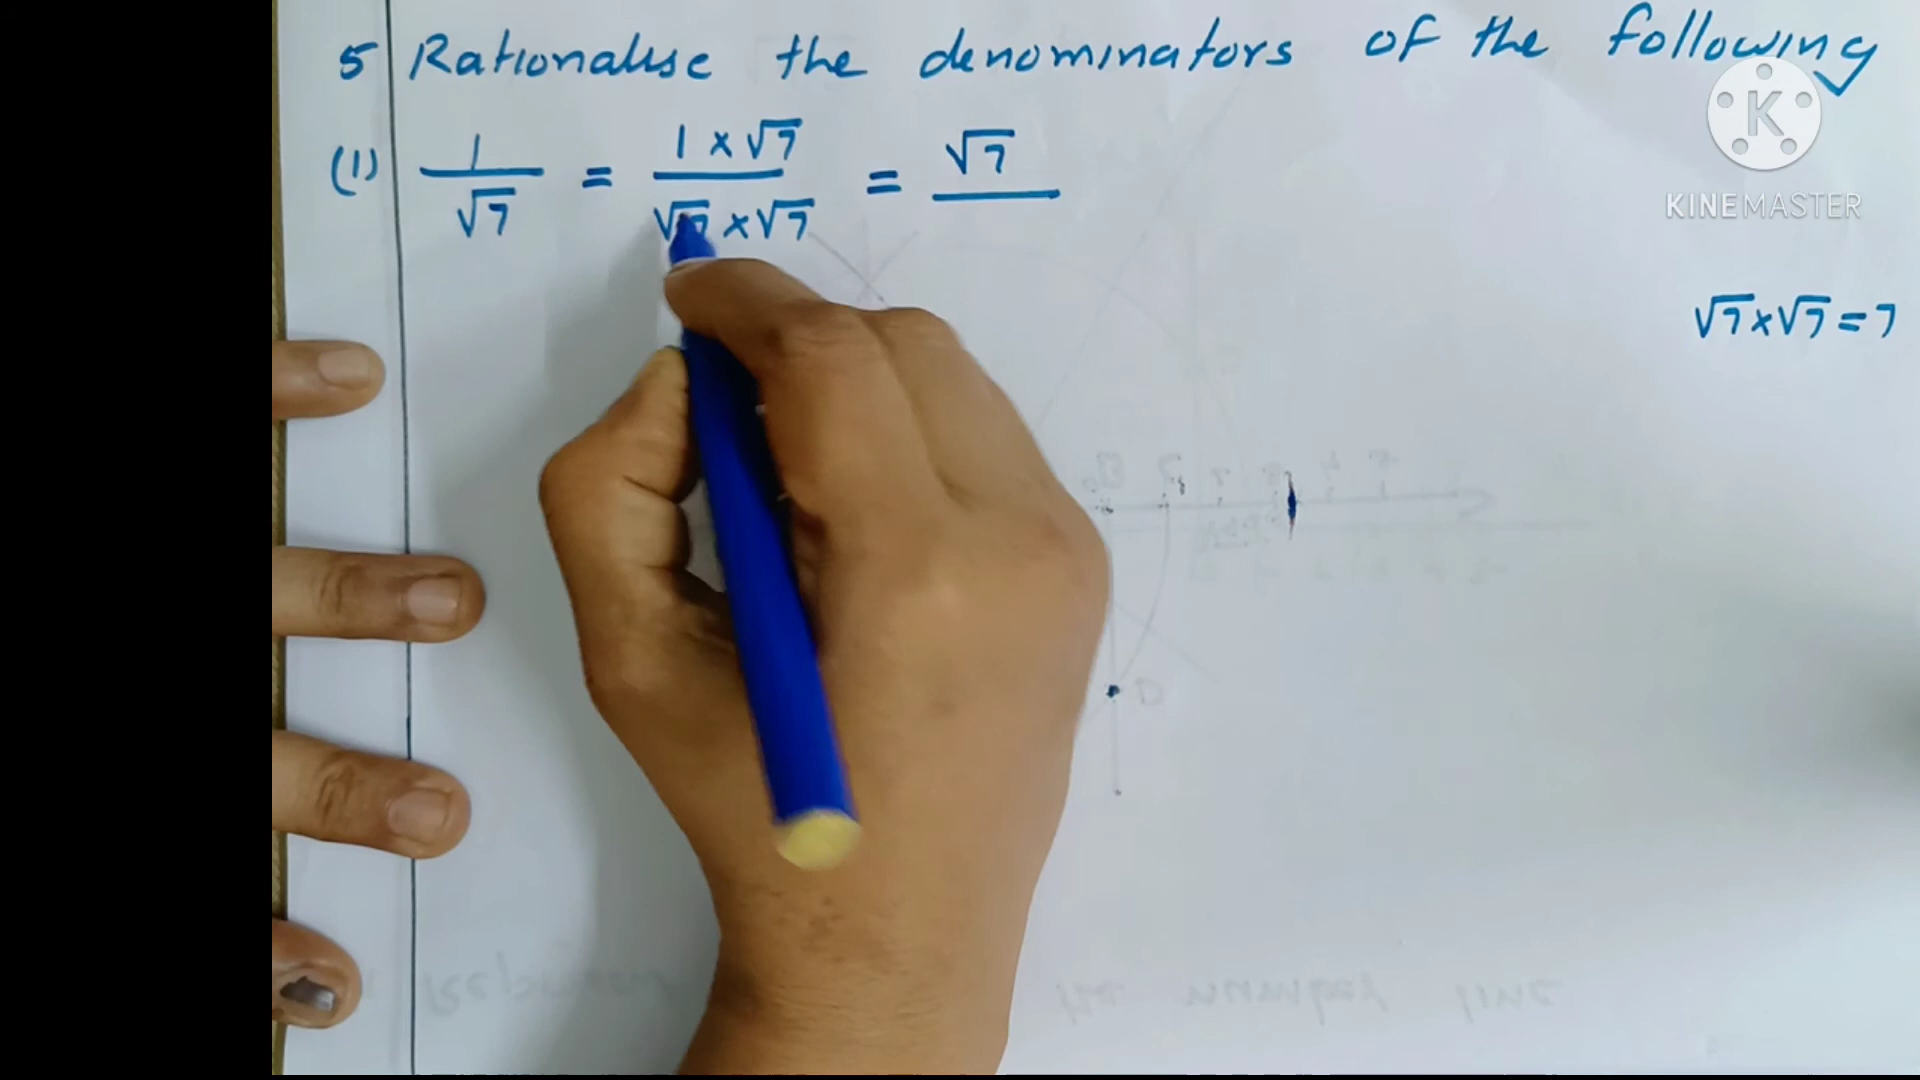 5 Rationalise the denominators of the following
(1) 1/√7 = 1 × √7/√7 × √7 = √7/
K
KINEMASTER
√7 × √7 = 7